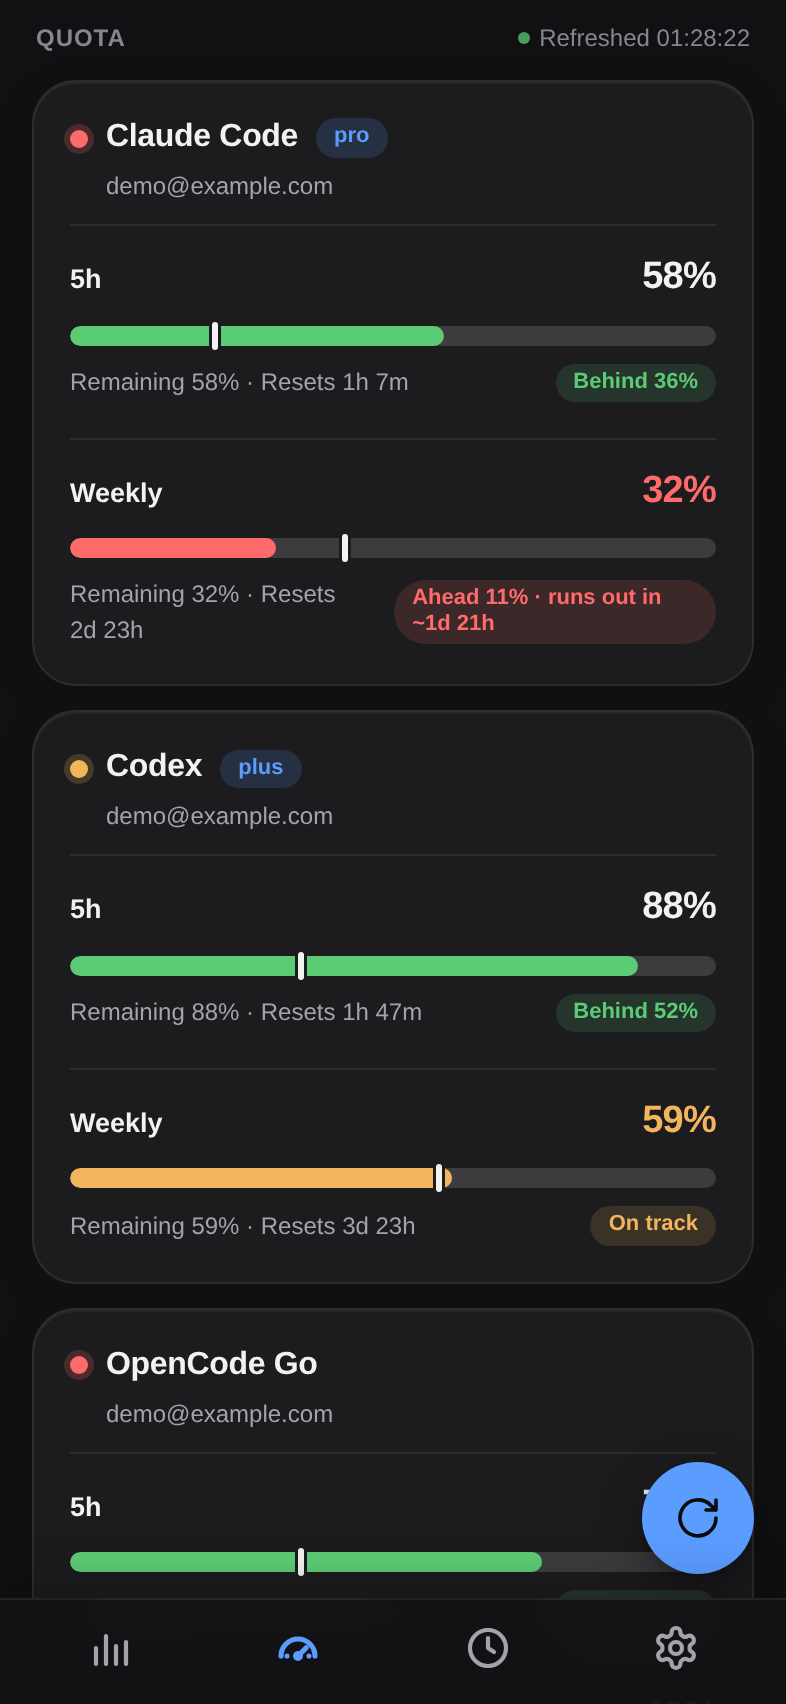 QUOTA
Refreshed 01:28:22
Claude Code pro
demo@example.com
5h 58%
Remaining 58% · Resets 1h 7m Behind 36%
Weekly 32%
Remaining 32% · Resets
2d 23h
Ahead 11% · runs out in
~1d 21h
Codex plus
demo@example.com
5h 88%
Remaining 88% · Resets 1h 47m Behind 52%
Weekly 59%
Remaining 59% · Resets 3d 23h On track
OpenCode Go
demo@example.com
5h